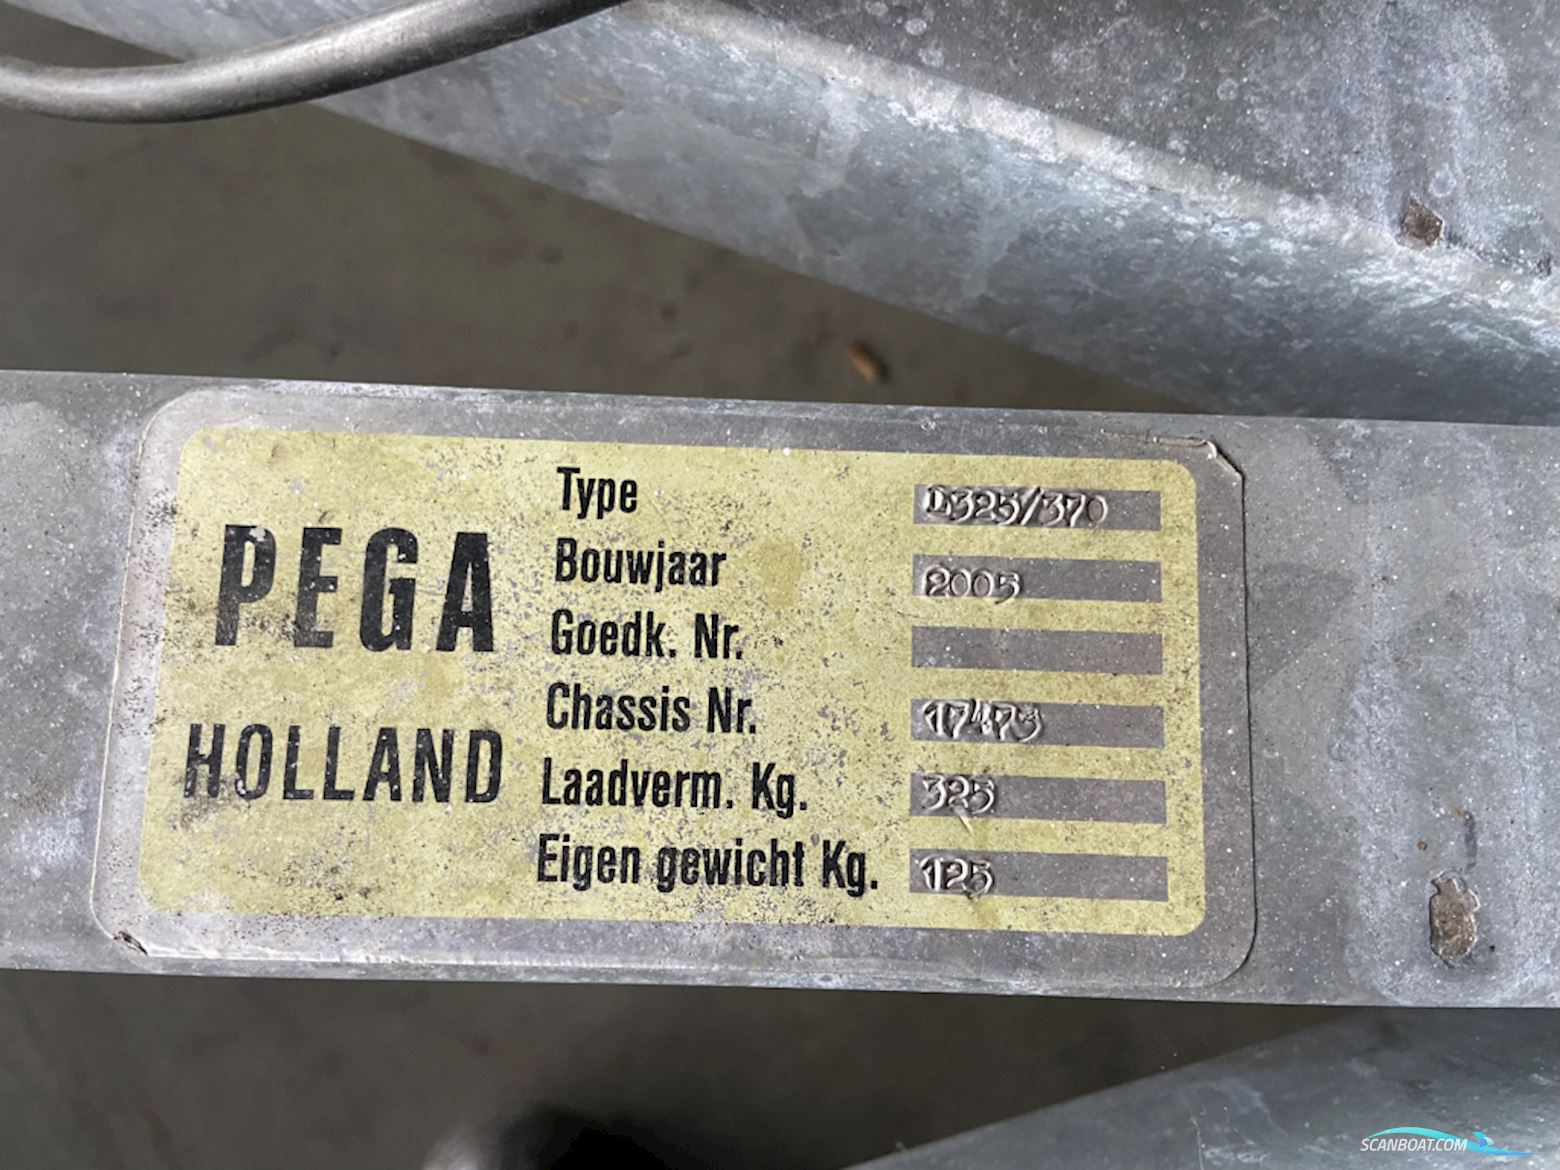 PEGA
HOLLAND
Type L325/370
Bouwjaar 2005
Goedk. Nr.
Chassis Nr. 17473
Laadverm. Kg. 325
Eigen gewicht Kg. 125
SCANBOAT.COM